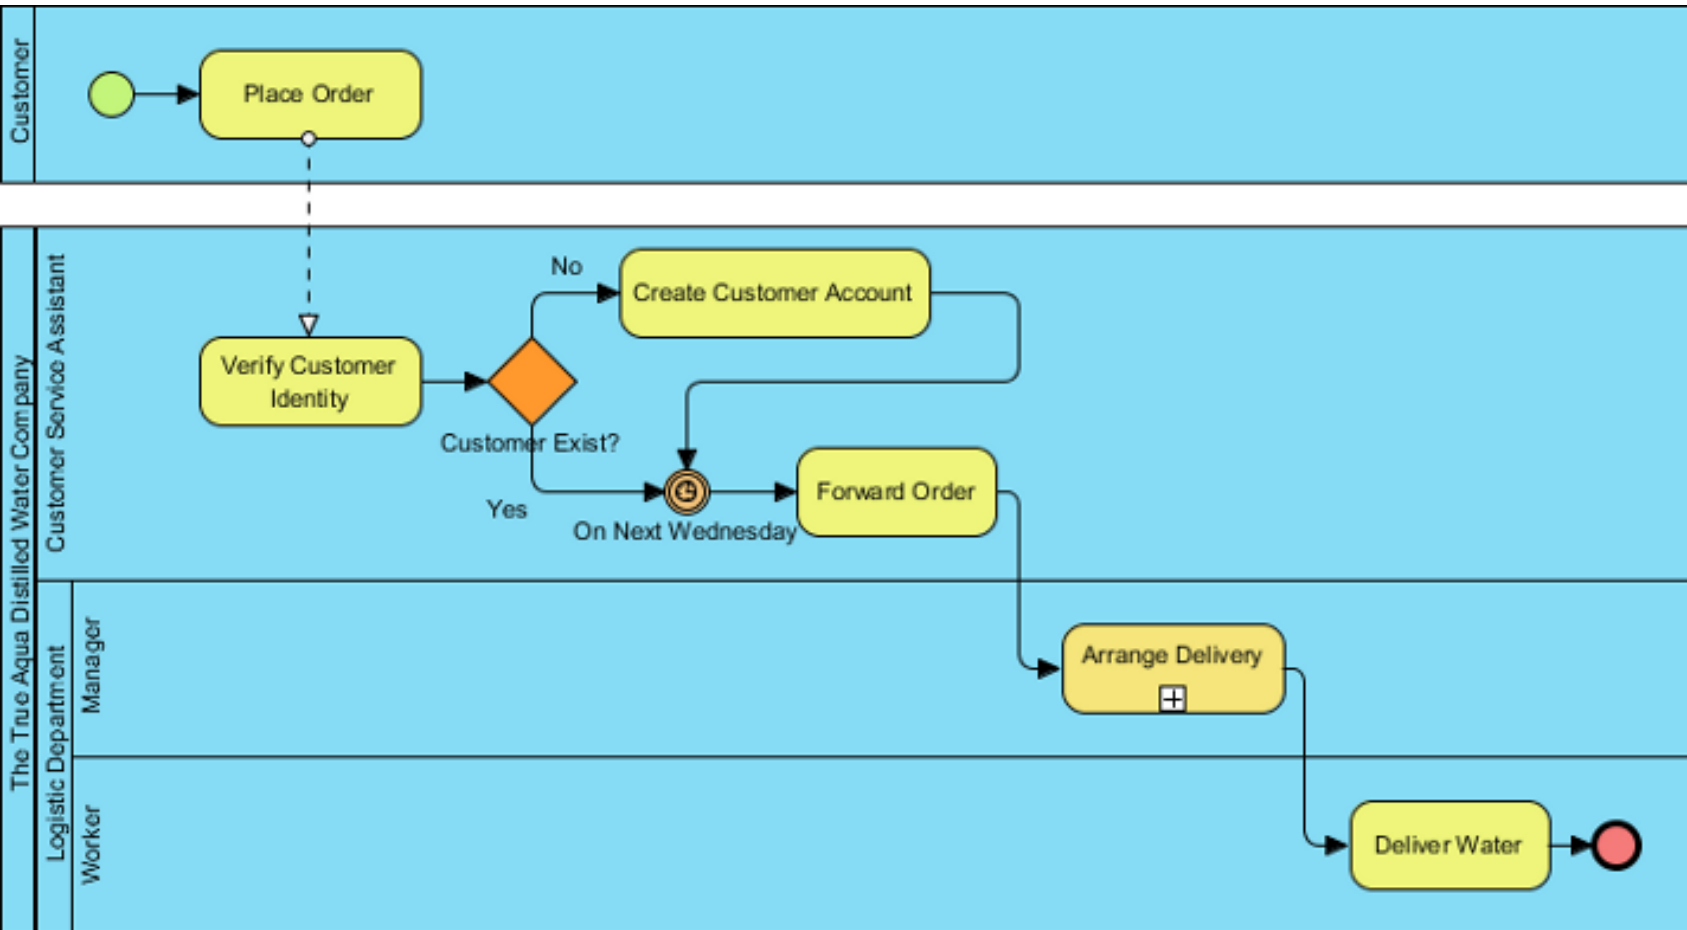 Customer
Place Order
The True Aqua Distilled Water Company
Customer Service Assistant
No
Create Customer Account
Verify Customer
Identity
Customer Exist?
Yes
On Next Wednesday
Forward Order
Logistic Department
Manager
Arrange Delivery
Worker
Deliver Water